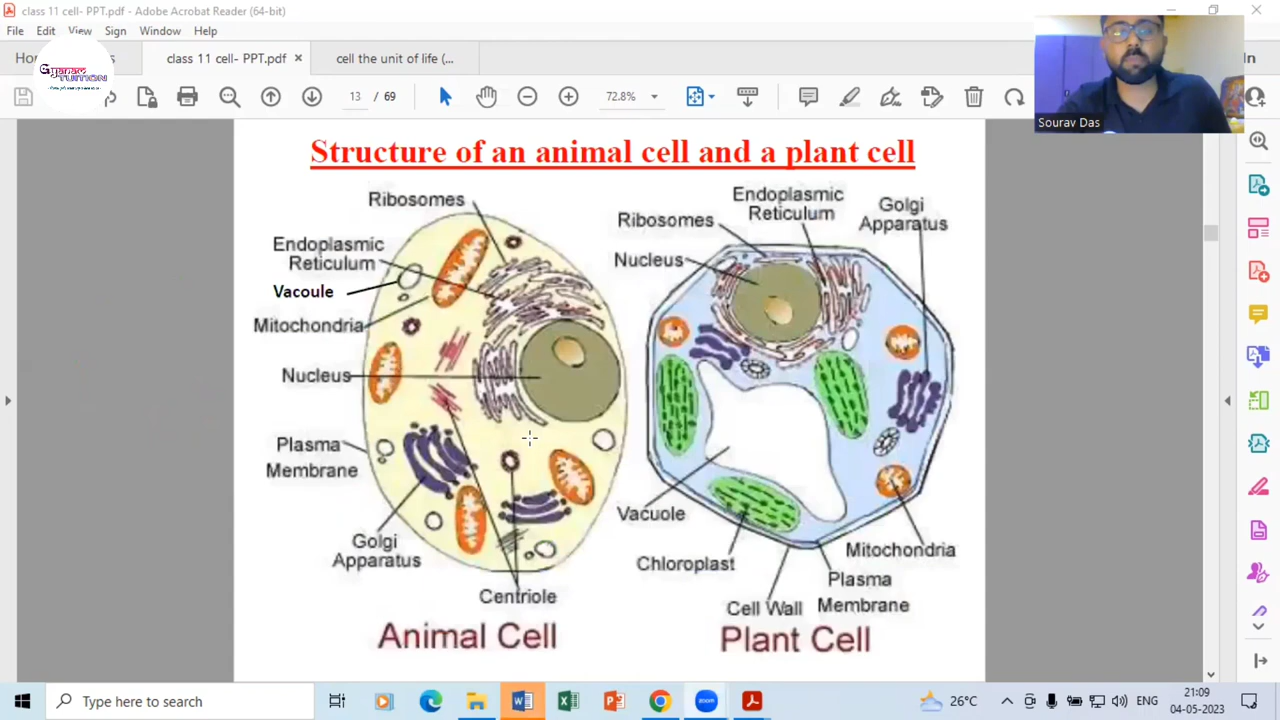 class 11 cell- PPT.pdf - Adobe Acrobat Reader (64-bit)
File Edit View Sign Window Help
Gyanam
TUITION
class 11 cell- PPT.pdf × cell the unit of life (...
13 / 69 72.8%
Sourav Das
Structure of an animal cell and a plant cell
Ribosomes
Endoplasmic
Reticulum
Vacoule
Mitochondria
Nucleus
Plasma
Membrane
Golgi
Apparatus
Centriole
Animal Cell
Endoplasmic
Reticulum
Golgi
Apparatus
Ribosomes
Nucleus
Vacuole
Chloroplast
Mitochondria
Plasma
Membrane
Cell Wall
Plant Cell
Type here to search
26°C
ENG
21:09
04-05-2023